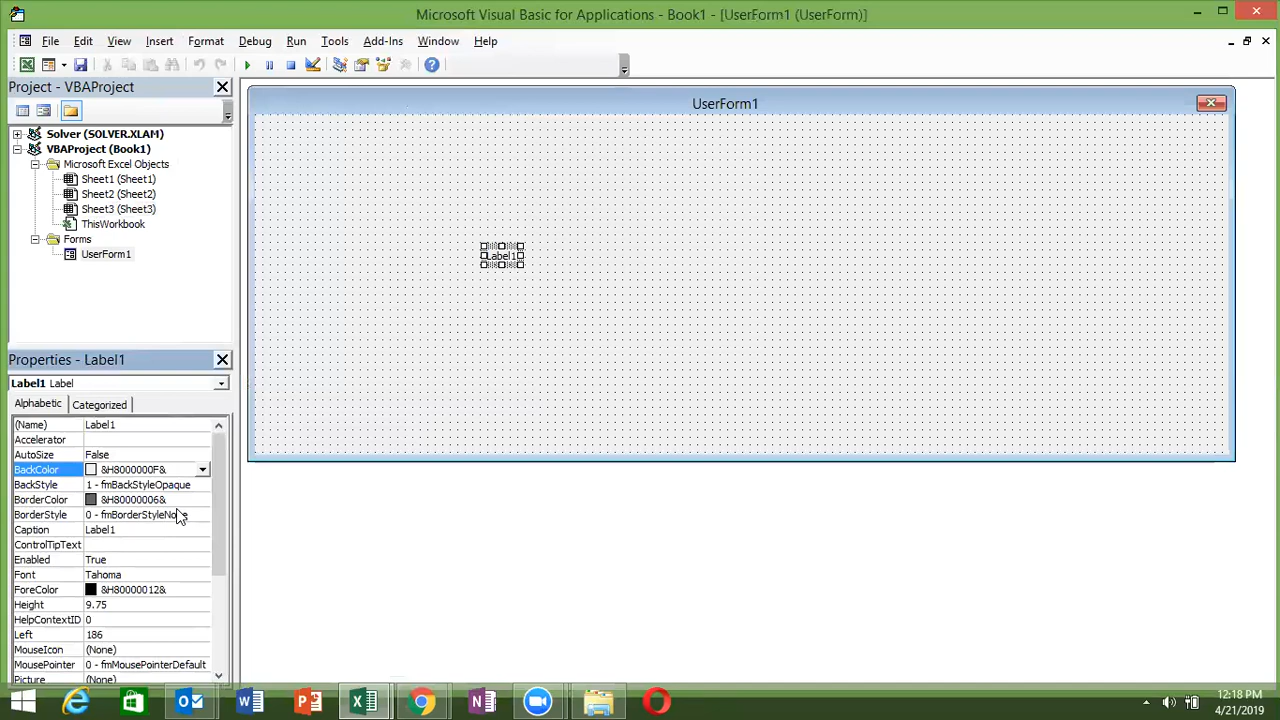 Microsoft Visual Basic for Applications - Book1 - [UserForm1 (UserForm)]
File Edit View Insert Format Debug Run Tools Add-Ins Window Help
Project - VBAProject
Solver (SOLVER.XLAM)
VBAProject (Book1)
Microsoft Excel Objects
Sheet1 (Sheet1)
Sheet2 (Sheet2)
Sheet3 (Sheet3)
ThisWorkbook
Forms
UserForm1
UserForm1
Label1
Properties - Label1
Label1 Label
Alphabetic Categorized
(Name) Label1
Accelerator
AutoSize False
BackColor &H8000000F&
BackStyle 1 - fmBackStyleOpaque
BorderColor &H80000006&
BorderStyle 0 - fmBorderStyleNone
Caption Label1
ControlTipText
Enabled True
Font Tahoma
ForeColor &H80000012&
Height 9.75
HelpContextID 0
Left 186
MouseIcon (None)
MousePointer 0 - fmMousePointerDefault
Picture (None)
12:18 PM
4/21/2019